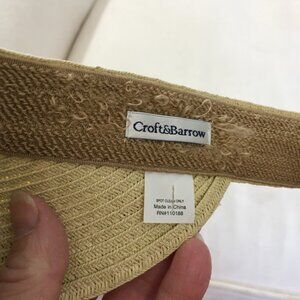 Croft&Barrow
SPOT CLEAN ONLY
Made in China
RN#110188